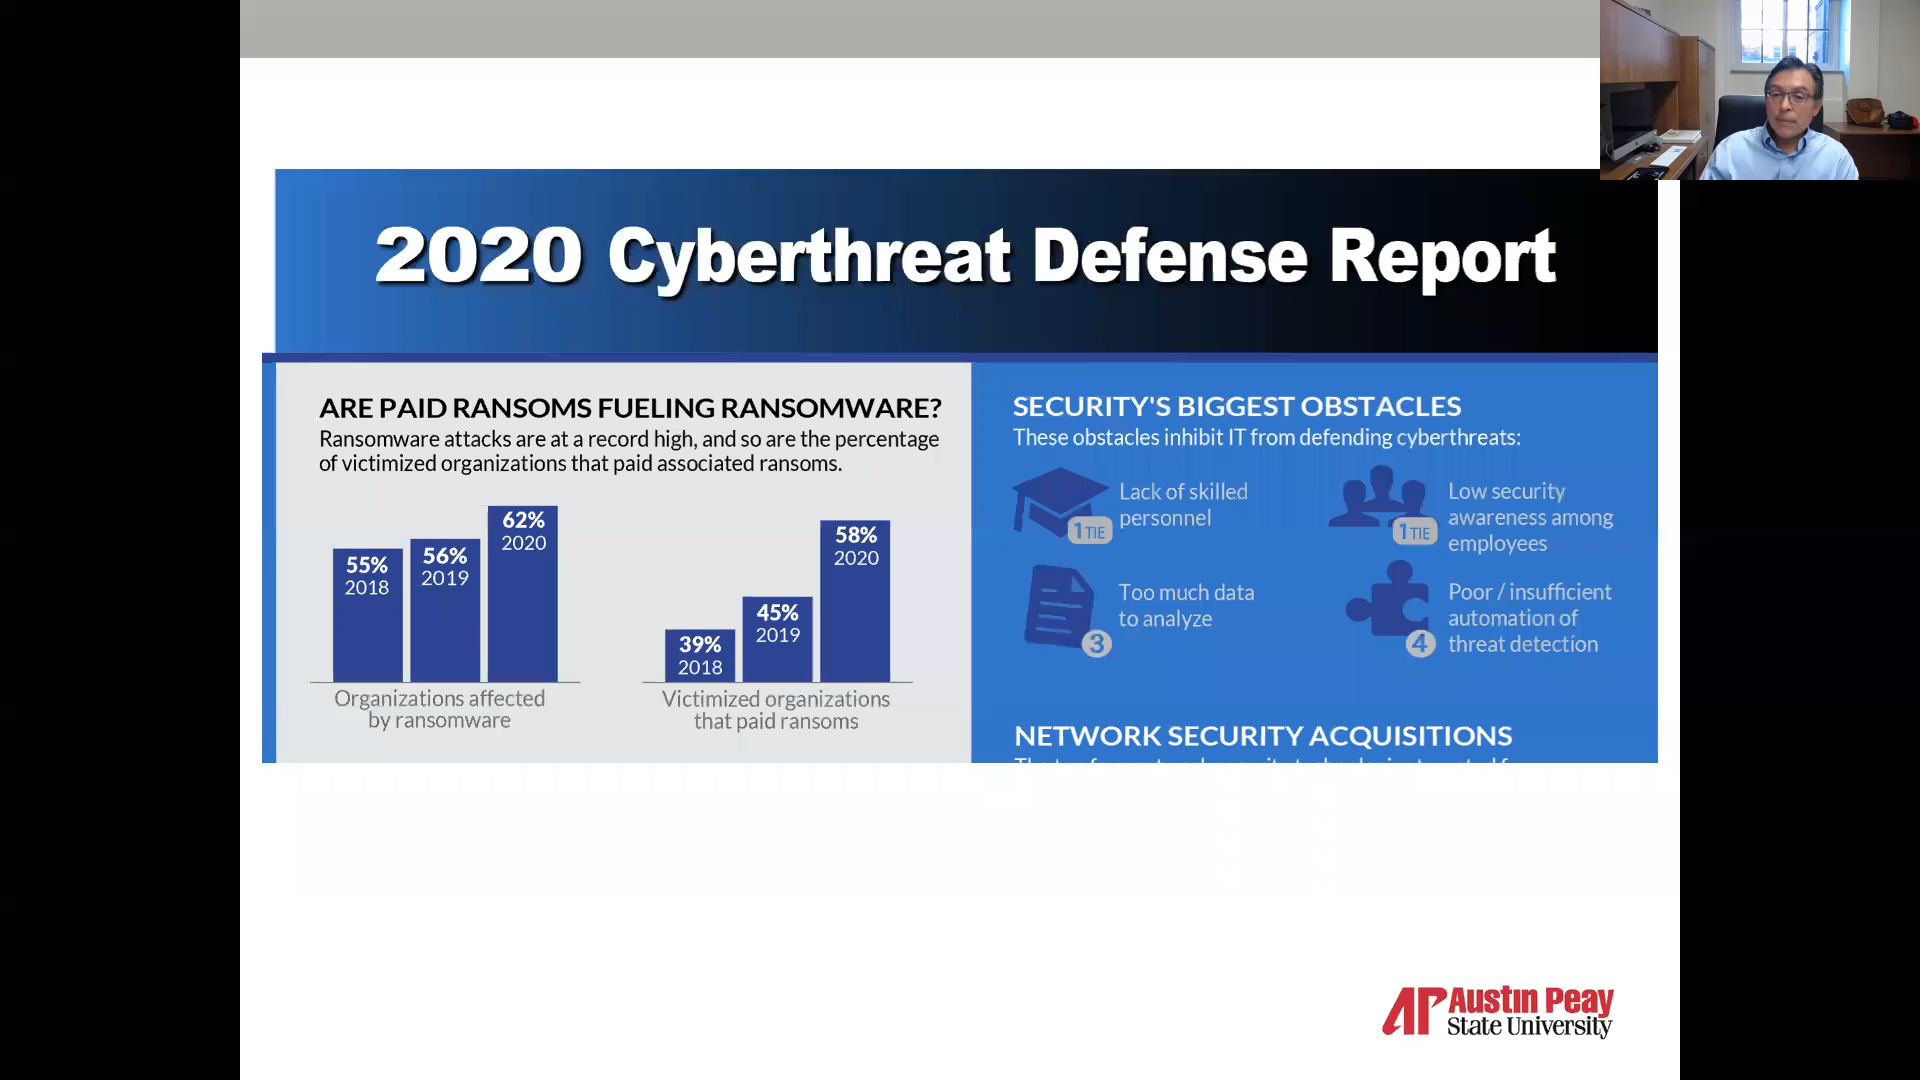 2020 Cyberthreat Defense Report
ARE PAID RANSOMS FUELING RANSOMWARE?
Ransomware attacks are at a record high, and so are the percentage
of victimized organizations that paid associated ransoms.
55%
2018
56%
2019
62%
2020
Organizations affected
by ransomware
39%
2018
45%
2019
58%
2020
Victimized organizations
that paid ransoms
SECURITY'S BIGGEST OBSTACLES
These obstacles inhibit IT from defending cyberthreats:
1 TIE
Lack of skilled
personnel
1 TIE
Low security
awareness among
employees
3
Too much data
to analyze
4
Poor / insufficient
automation of
threat detection
NETWORK SECURITY ACQUISITIONS
AP Austin Peay
State University